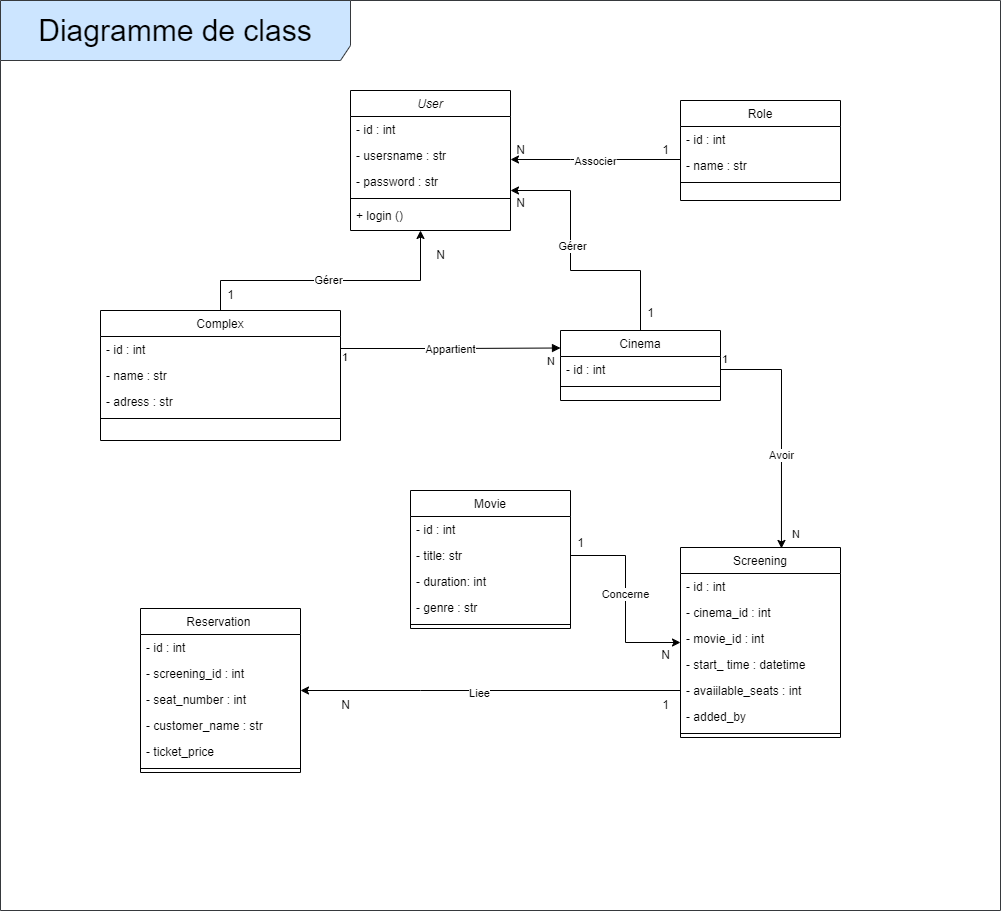 Diagramme de class
User
- id : int
- usersname : str
- password : str
+ login ()
Role
- id : int
- name : str
N
Associer
1
N
Gérer
1
N
Gérer
1
Complex
- id : int
- name : str
- adress : str
1
Appartient
N
Cinema
- id : int
1
Avoir
N
Movie
- id : int
- title: str
- duration: int
- genre : str
1
Concerne
N
Screening
- id : int
- cinema_id : int
- movie_id : int
- start_ time : datetime
- avaiilable_seats : int
- added_by
Reservation
- id : int
- screening_id : int
- seat_number : int
- customer_name : str
- ticket_price
N
Liee
1